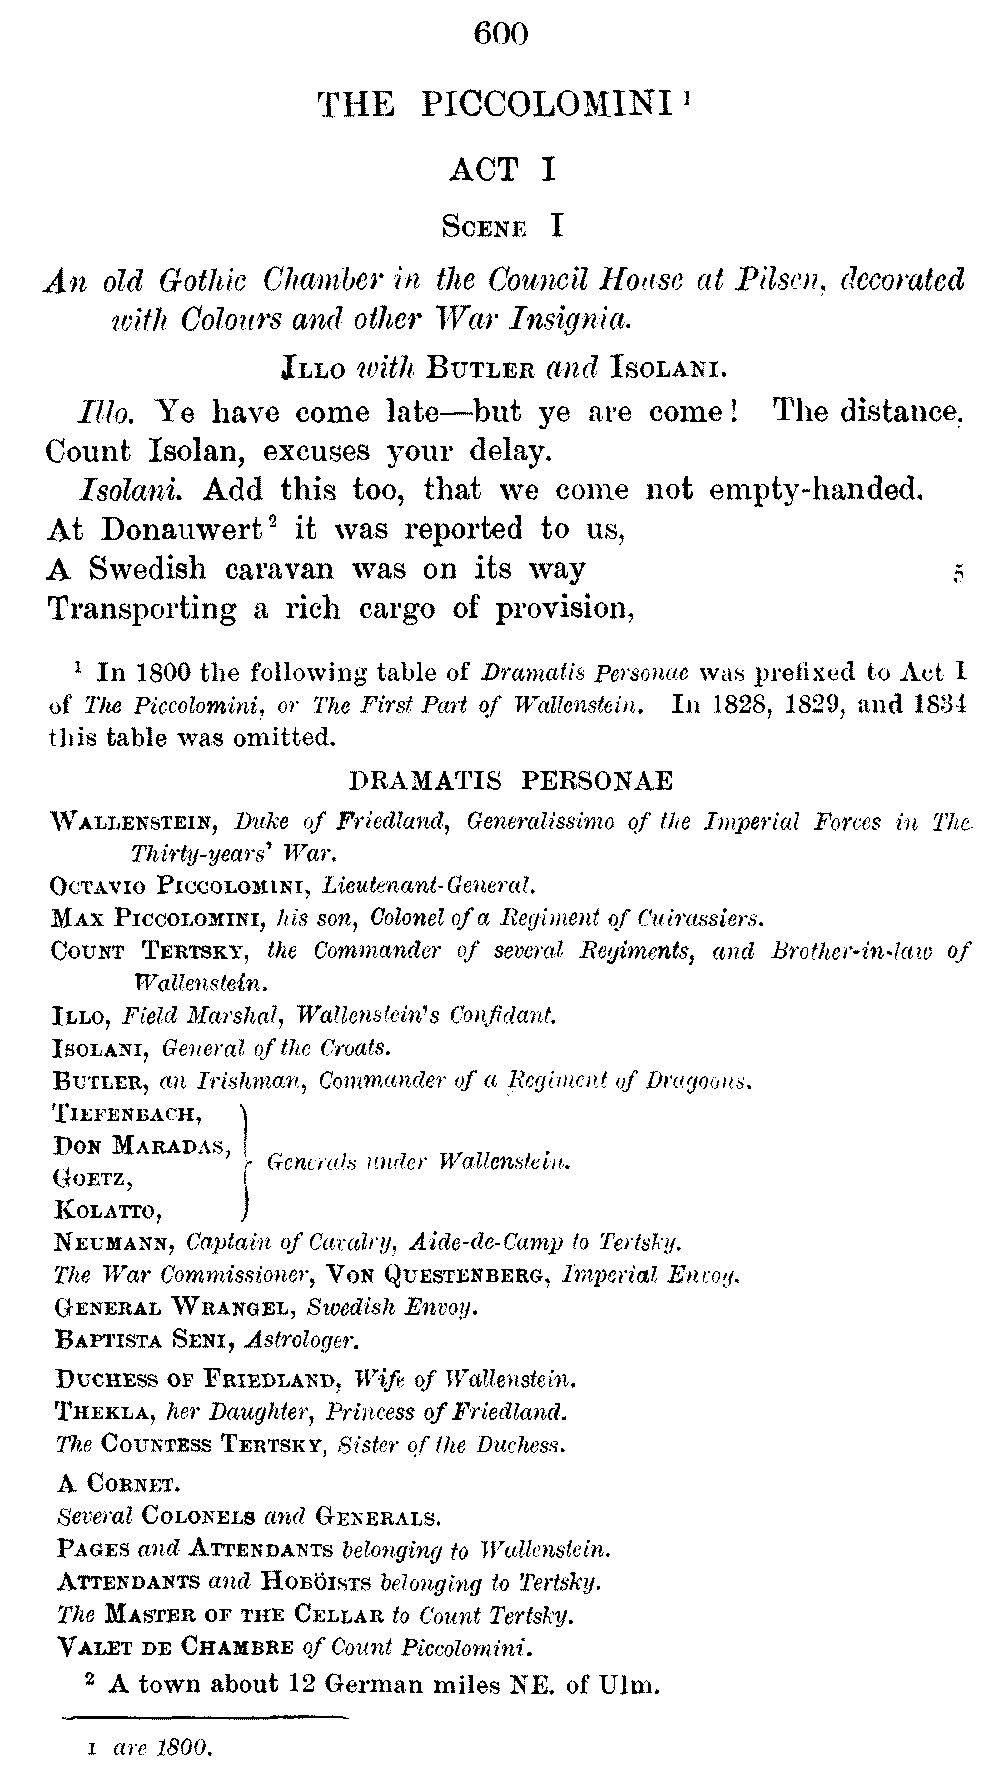 600
THE PICCOLOMINI ¹
ACT I
SCENE I
An old Gothic Chamber in the Council House at Pilsen, decorated
with Colours and other War Insignia.
ILLO with BUTLER and ISOLANI.
Illo. Ye have come late—but ye are come! The distance,
Count Isolan, excuses your delay.
Isolani. Add this too, that we come not empty-handed.
At Donauwert ² it was reported to us,
A Swedish caravan was on its way 5
Transporting a rich cargo of provision,
¹ In 1800 the following table of Dramatis Personae was prefixed to Act I
of The Piccolomini, or The First Part of Wallenstein. In 1828, 1829, and 1834
this table was omitted.
DRAMATIS PERSONAE
WALLENSTEIN, Duke of Friedland, Generalissimo of the Imperial Forces in The
Thirty-years' War.
OCTAVIO PICCOLOMINI, Lieutenant-General.
MAX PICCOLOMINI, his son, Colonel of a Regiment of Cuirassiers.
COUNT TERTSKY, the Commander of several Regiments, and Brother-in-law of
Wallenstein.
ILLO, Field Marshal, Wallenstein's Confidant.
ISOLANI, General of the Croats.
BUTLER, an Irishman, Commander of a Regiment of Dragoons.
TIEFENBACH,
DON MARADAS,
GOETZ,
KOLATTO,
Generals under Wallenstein.
NEUMANN, Captain of Cavalry, Aide-de-Camp to Tertsky.
The War Commissioner, VON QUESTENBERG, Imperial Envoy.
GENERAL WRANGEL, Swedish Envoy.
BAPTISTA SENI, Astrologer.
DUCHESS OF FRIEDLAND, Wife of Wallenstein.
THEKLA, her Daughter, Princess of Friedland.
The COUNTESS TERTSKY, Sister of the Duchess.
A CORNET.
Several COLONELS and GENERALS.
PAGES and ATTENDANTS belonging to Wallenstein.
ATTENDANTS and HOBÖISTS belonging to Tertsky.
The MASTER OF THE CELLAR to Count Tertsky.
VALET DE CHAMBRE of Count Piccolomini.
² A town about 12 German miles NE. of Ulm.
1 are 1800.